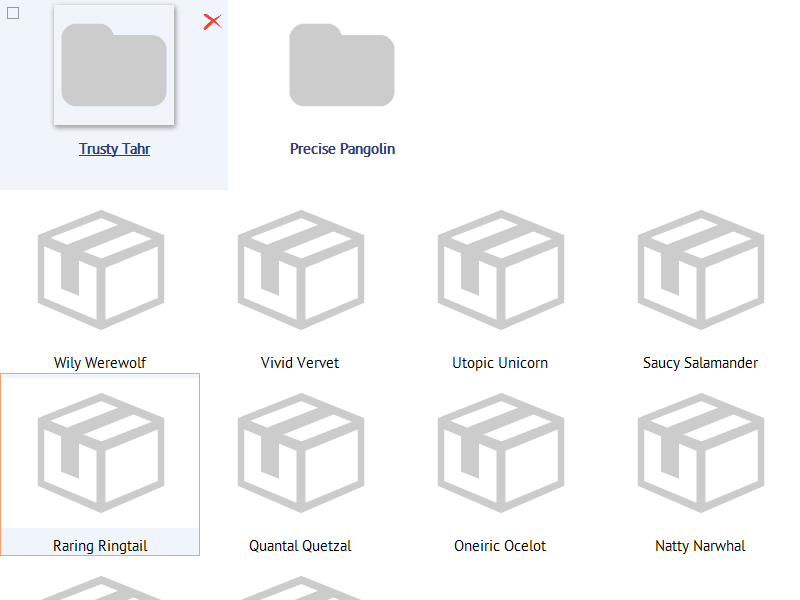 Trusty Tahr
Precise Pangolin
Wily Werewolf
Vivid Vervet
Utopic Unicorn
Saucy Salamander
Raring Ringtail
Quantal Quetzal
Oneiric Ocelot
Natty Narwhal